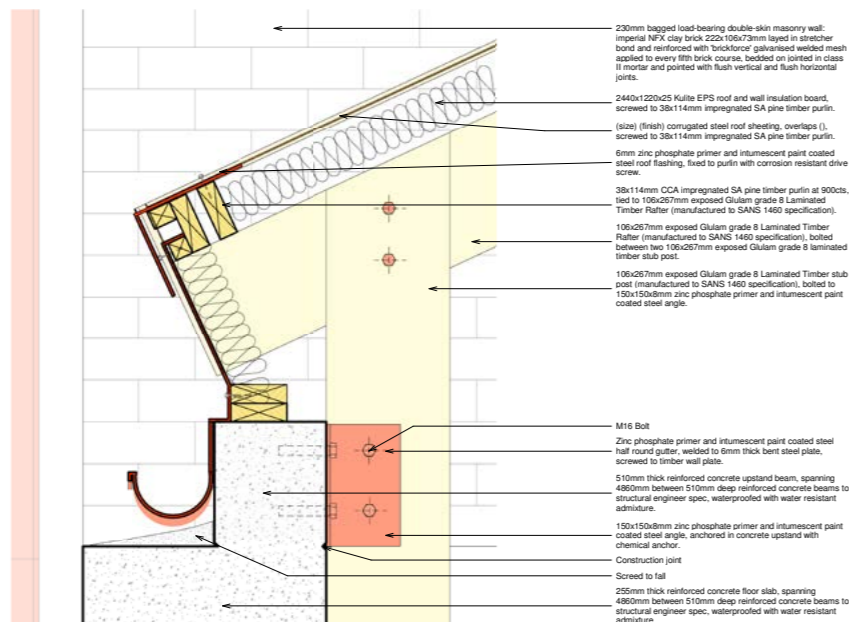 230mm bagged load-bearing double-skin masonry wall:
imperial NFX clay brick 222x106x73mm layed in stretcher
bond and reinforced with 'brickforce' galvanised welded mesh
applied to every fifth brick course, bedded on jointed in class
II mortar and pointed with flush vertical and flush horizontal
joints.
2440x1220x25 Kulite EPS roof and wall insulation board,
screwed to 38x114mm impregnated SA pine timber purlin.
(size) (finish) corrugated steel roof sheeting, overlaps (),
screwed to 38x114mm impregnated SA pine timber purlin.
6mm zinc phosphate primer and intumescent paint coated
steel roof flashing, fixed to purlin with corrosion resistant drive
screw.
38x114mm CCA impregnated SA pine timber purlin at 900cts,
tied to 106x267mm exposed Glulam grade 8 Laminated
Timber Rafter (manufactured to SANS 1460 specification).
106x267mm exposed Glulam grade 8 Laminated Timber
Rafter (manufactured to SANS 1460 specification), bolted
between two 106x267mm exposed Glulam grade 8 laminated
timber stub post.
106x267mm exposed Glulam grade 8 Laminated Timber stub
post (manufactured to SANS 1460 specification), bolted to
150x150x8mm zinc phosphate primer and intumescent paint
coated steel angle.
M16 Bolt
Zinc phosphate primer and intumescent paint coated steel
half round gutter, welded to 6mm thick bent steel plate,
screwed to timber wall plate.
510mm thick reinforced concrete upstand beam, spanning
4860mm between 510mm deep reinforced concrete beams to
structural engineer spec, waterproofed with water resistant
admixture.
150x150x8mm zinc phosphate primer and intumescent paint
coated steel angle, anchored in concrete upstand with
chemical anchor.
Construction joint
Screed to fall
255mm thick reinforced concrete floor slab, spanning
4860mm between 510mm deep reinforced concrete beams to
structural engineer spec, waterproofed with water resistant
admixture.